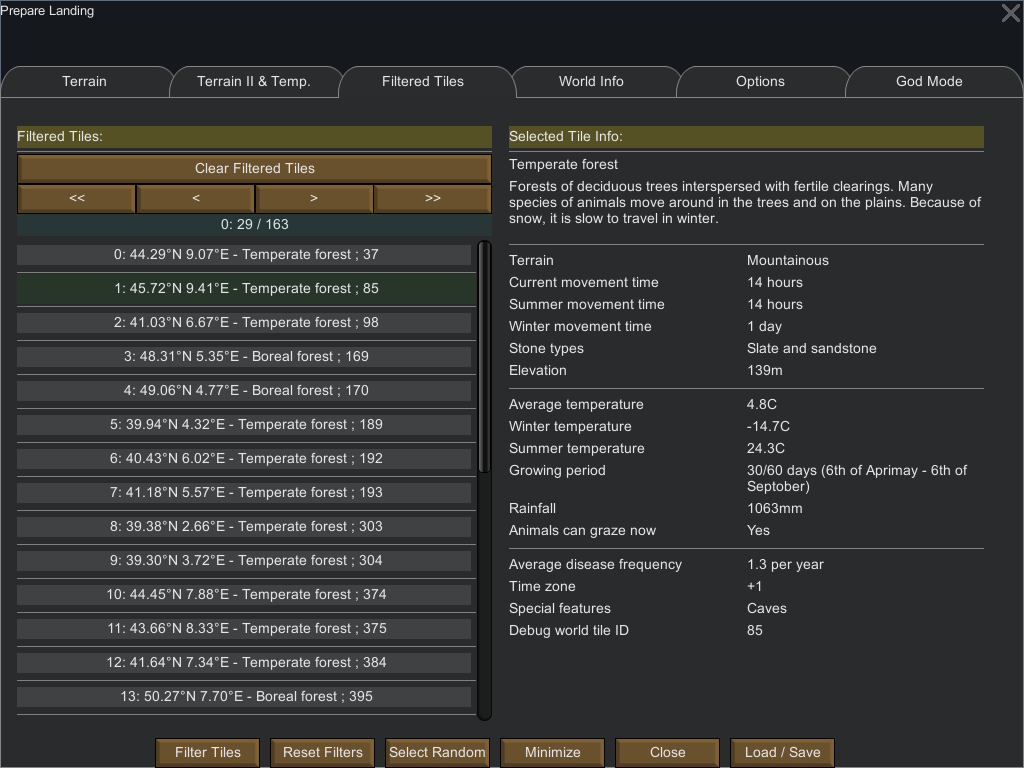 Prepare Landing
Terrain
Terrain II & Temp.
Filtered Tiles
World Info
Options
God Mode
Filtered Tiles:
Clear Filtered Tiles
<<
<
>
>>
0: 29 / 163
0: 44.29°N 9.07°E - Temperate forest ; 37
1: 45.72°N 9.41°E - Temperate forest ; 85
2: 41.03°N 6.67°E - Temperate forest ; 98
3: 48.31°N 5.35°E - Boreal forest ; 169
4: 49.06°N 4.77°E - Boreal forest ; 170
5: 39.94°N 4.32°E - Temperate forest ; 189
6: 40.43°N 6.02°E - Temperate forest ; 192
7: 41.18°N 5.57°E - Temperate forest ; 193
8: 39.38°N 2.66°E - Temperate forest ; 303
9: 39.30°N 3.72°E - Temperate forest ; 304
10: 44.45°N 7.88°E - Temperate forest ; 374
11: 43.66°N 8.33°E - Temperate forest ; 375
12: 41.64°N 7.34°E - Temperate forest ; 384
13: 50.27°N 7.70°E - Boreal forest ; 395
Selected Tile Info:
Temperate forest
Forests of deciduous trees interspersed with fertile clearings. Many
species of animals move around in the trees and on the plains. Because of
snow, it is slow to travel in winter.
Terrain Mountainous
Current movement time 14 hours
Summer movement time 14 hours
Winter movement time 1 day
Stone types Slate and sandstone
Elevation 139m
Average temperature 4.8C
Winter temperature -14.7C
Summer temperature 24.3C
Growing period 30/60 days (6th of Aprimay - 6th of
Septober)
Rainfall 1063mm
Animals can graze now Yes
Average disease frequency 1.3 per year
Time zone +1
Special features Caves
Debug world tile ID 85
Filter Tiles
Reset Filters
Select Random
Minimize
Close
Load / Save